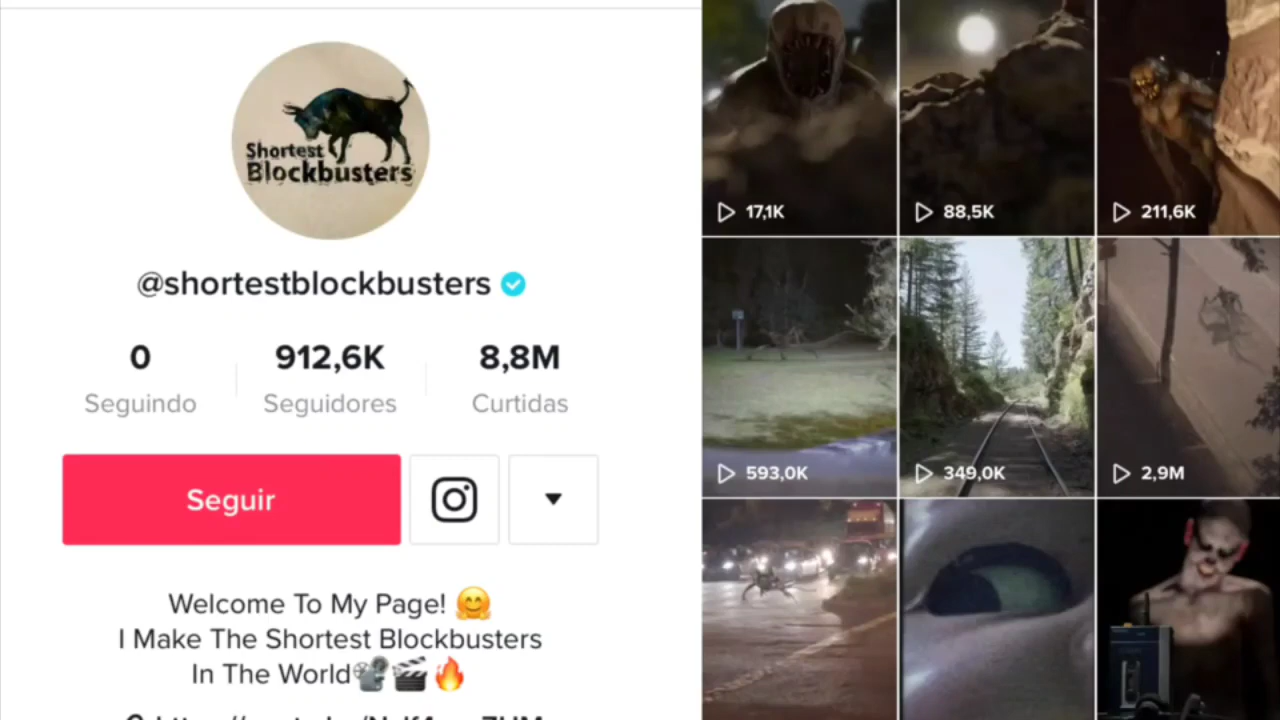 Shortest
Blockbusters
@shortestblockbusters
0
912,6K
8,8M
Seguindo
Seguidores
Curtidas
Seguir
Welcome To My Page! 🤗
I Make The Shortest Blockbusters
In The World📽🎬🔥
17,1K
88,5K
211,6K
593,0K
349,0K
2,9M